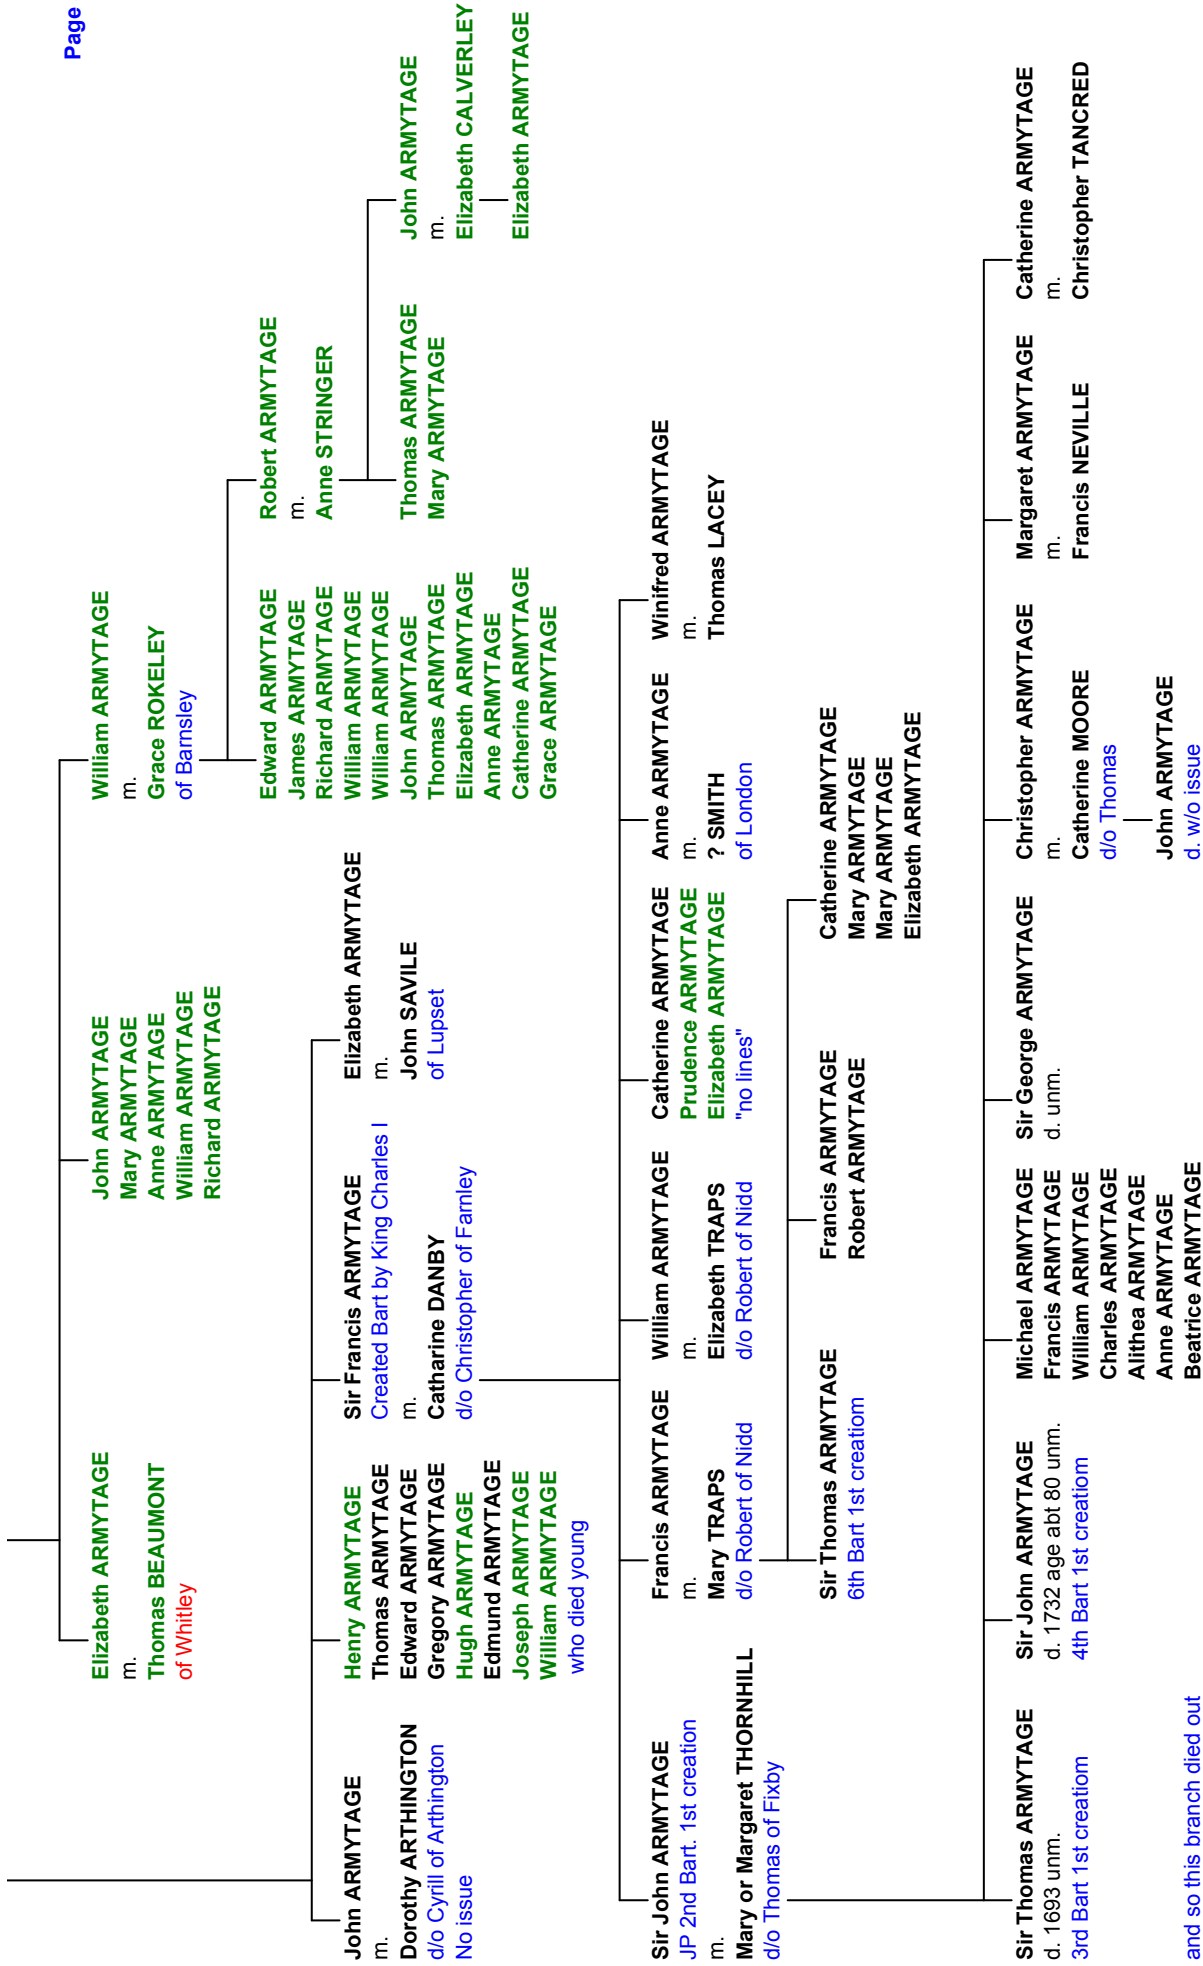 Page
Elizabeth ARMYTAGE
m.
Thomas BEAUMONT
of Whitley
John ARMYTAGE
Mary ARMYTAGE
Anne ARMYTAGE
William ARMYTAGE
Richard ARMYTAGE
William ARMYTAGE
m.
Grace ROKELEY
of Barnsley
Edward ARMYTAGE
James ARMYTAGE
Richard ARMYTAGE
William ARMYTAGE
William ARMYTAGE
John ARMYTAGE
Thomas ARMYTAGE
Elizabeth ARMYTAGE
Anne ARMYTAGE
Catherine ARMYTAGE
Grace ARMYTAGE
Robert ARMYTAGE
m.
Anne STRINGER
Thomas ARMYTAGE
Mary ARMYTAGE
John ARMYTAGE
m.
Elizabeth CALVERLEY
Elizabeth ARMYTAGE
John ARMYTAGE
m.
Dorothy ARTHINGTON
d/o Cyrill of Arthington
No issue
Henry ARMYTAGE
Thomas ARMYTAGE
Edward ARMYTAGE
Gregory ARMYTAGE
Hugh ARMYTAGE
Edmund ARMYTAGE
Joseph ARMYTAGE
William ARMYTAGE
who died young
Sir Francis ARMYTAGE
Created Bart by King Charles I
m.
Catharine DANBY
d/o Christopher of Farnley
Elizabeth ARMYTAGE
m.
John SAVILE
of Lupset
Sir John ARMYTAGE
JP 2nd Bart. 1st creation
m.
Mary or Margaret THORNHILL
d/o Thomas of Fixby
Francis ARMYTAGE
m.
Mary TRAPS
d/o Robert of Nidd
William ARMYTAGE
m.
Elizabeth TRAPS
d/o Robert of Nidd
Catherine ARMYTAGE
Prudence ARMYTAGE
Elizabeth ARMYTAGE
"no lines"
Anne ARMYTAGE
m.
? SMITH
of London
Winifred ARMYTAGE
m.
Thomas LACEY
Sir Thomas ARMYTAGE
6th Bart 1st creatiom
Francis ARMYTAGE
Robert ARMYTAGE
Catherine ARMYTAGE
Mary ARMYTAGE
Mary ARMYTAGE
Elizabeth ARMYTAGE
Sir Thomas ARMYTAGE
d. 1693 unm.
3rd Bart 1st creatiom
Sir John ARMYTAGE
d. 1732 age abt 80 unm.
4th Bart 1st creatiom
Michael ARMYTAGE
Francis ARMYTAGE
William ARMYTAGE
Charles ARMYTAGE
Alithea ARMYTAGE
Anne ARMYTAGE
Beatrice ARMYTAGE
Sir George ARMYTAGE
d. unm.
Christopher ARMYTAGE
m.
Catherine MOORE
d/o Thomas
John ARMYTAGE
d. w/o issue
Margaret ARMYTAGE
m.
Francis NEVILLE
Catherine ARMYTAGE
m.
Christopher TANCRED
and so this branch died out